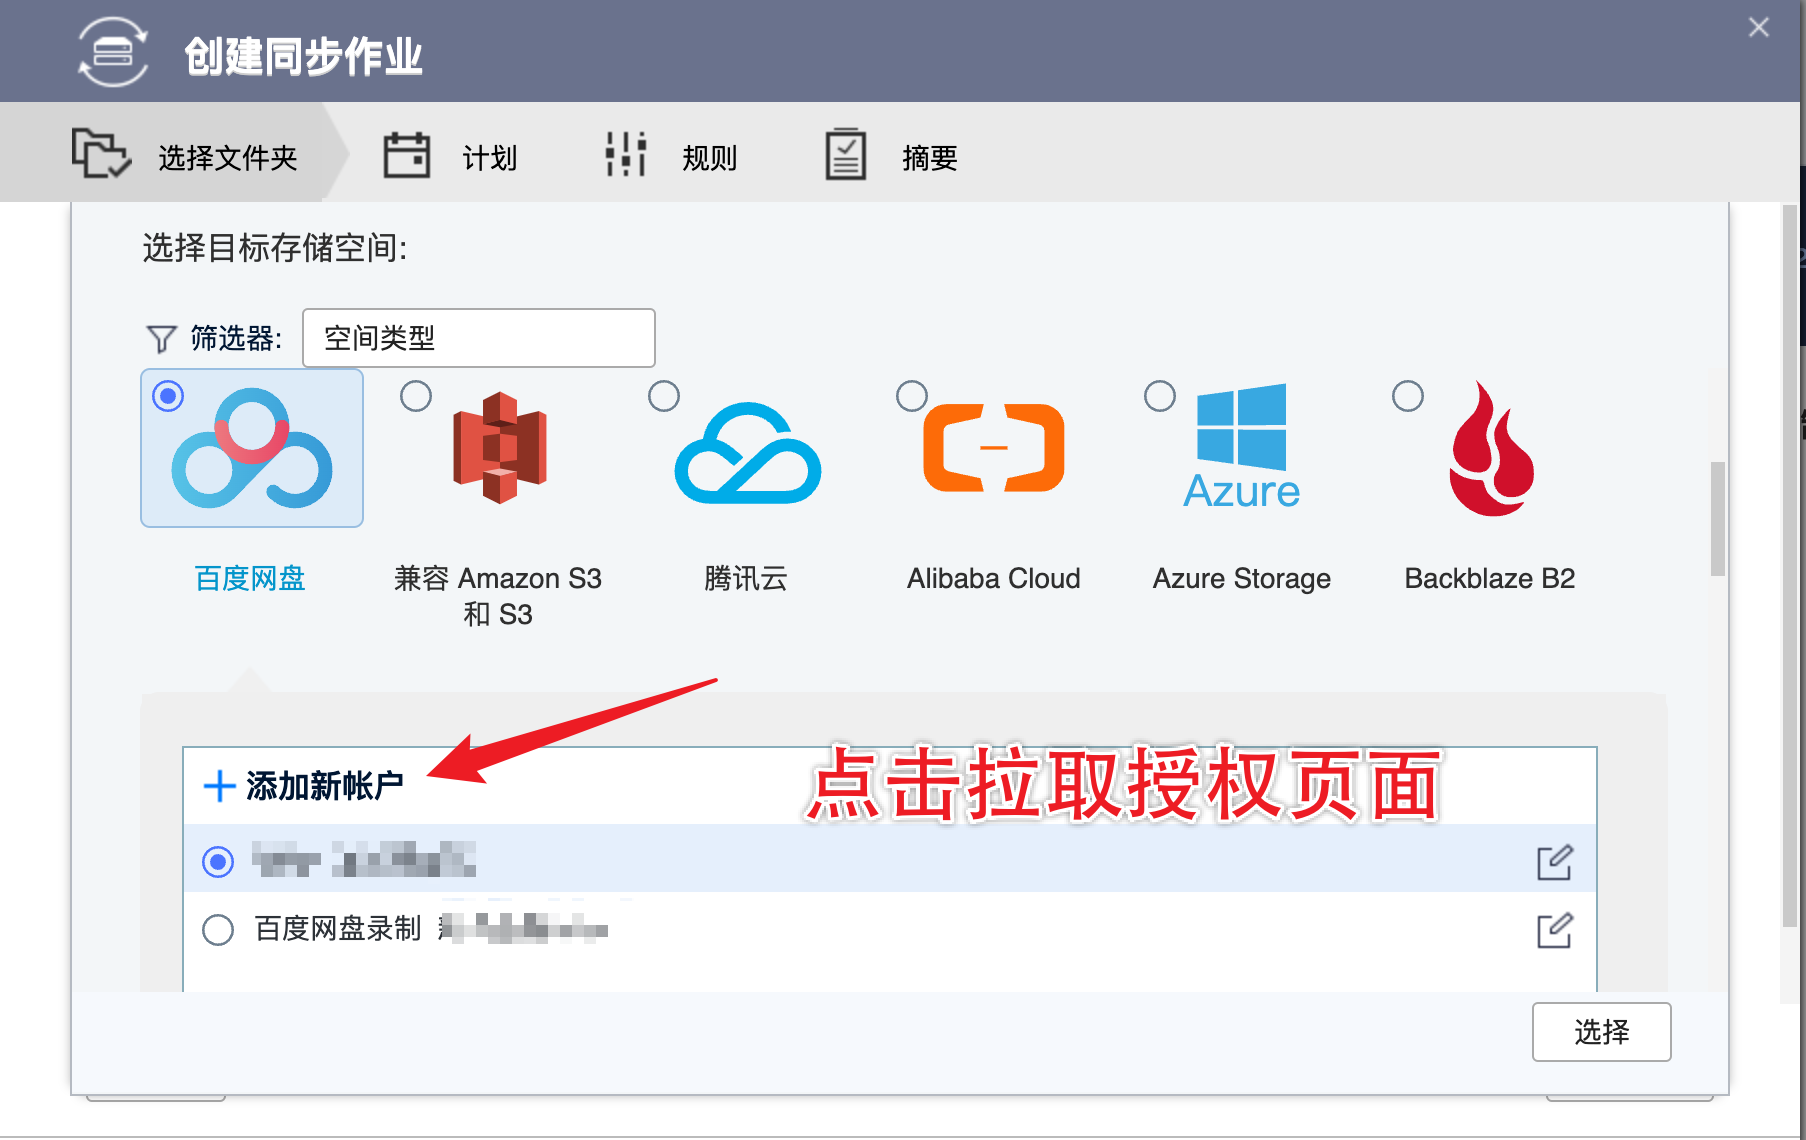 创建同步作业
选择文件夹
计划
规则
摘要
选择目标存储空间:
筛选器:
空间类型
Azure
百度网盘
兼容 Amazon S3
和 S3
腾讯云
Alibaba Cloud
Azure Storage
Backblaze B2
添加新帐户
点击拉取授权页面
百度网盘录制
选择